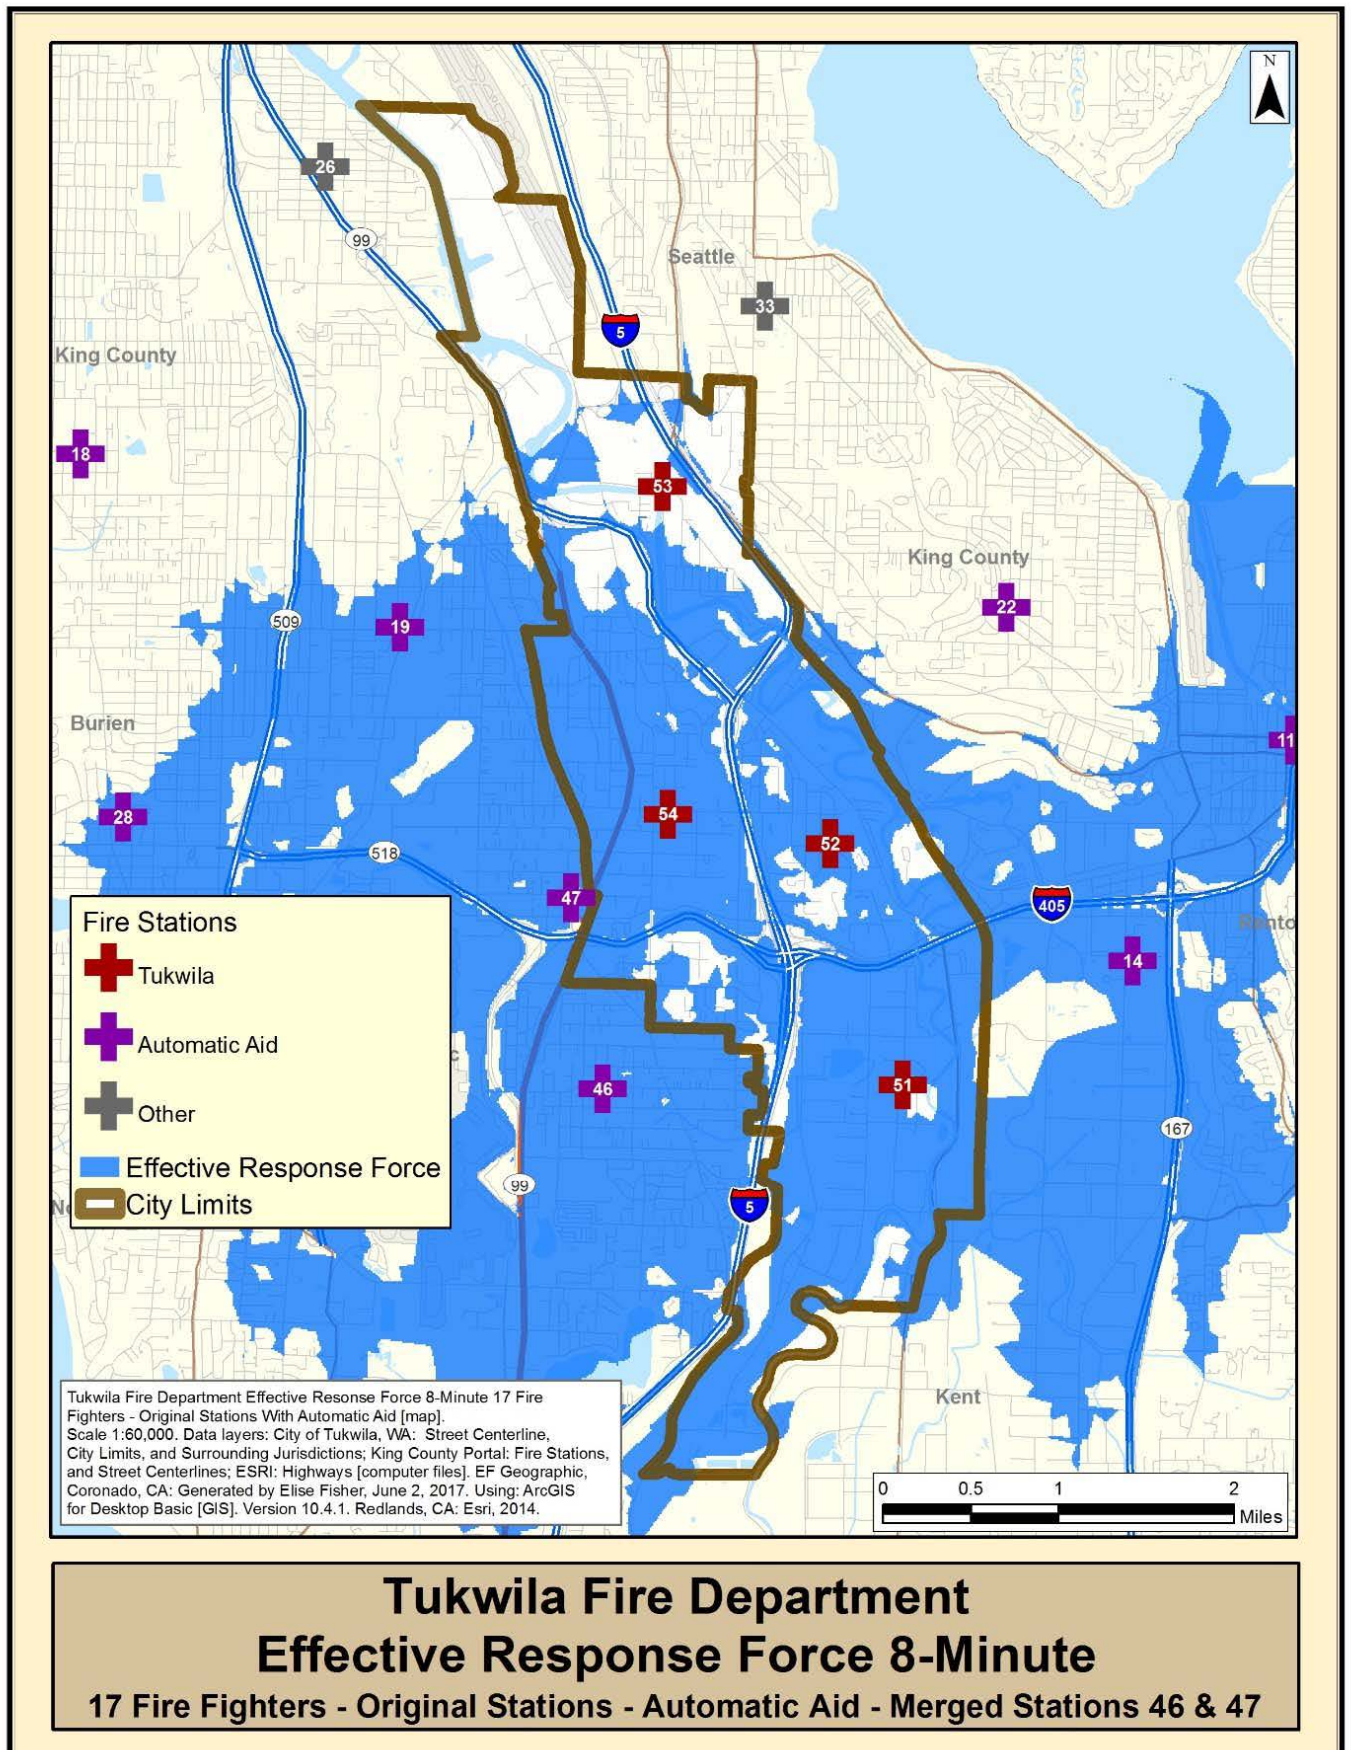 N
26
99
Seattle
33
5
King County
18
53
King County
22
509
19
Burien
11
28
54
52
518
47
405
Fire Stations
Tukwila
14
Automatic Aid
46
51
Other
167
Effective Response Force
99
City Limits
5
Kent
Tukwila Fire Department Effective Resonse Force 8-Minute 17 Fire
Fighters - Original Stations With Automatic Aid [map].
Scale 1:60,000. Data layers: City of Tukwila, WA: Street Centerline,
City Limits, and Surrounding Jurisdictions; King County Portal: Fire Stations,
and Street Centerlines; ESRI: Highways [computer files]. EF Geographic,
Coronado, CA: Generated by Elise Fisher, June 2, 2017. Using: ArcGIS
for Desktop Basic [GIS]. Version 10.4.1. Redlands, CA: Esri, 2014.
0 0.5 1 2
Miles
Tukwila Fire Department
Effective Response Force 8-Minute
17 Fire Fighters - Original Stations - Automatic Aid - Merged Stations 46 & 47